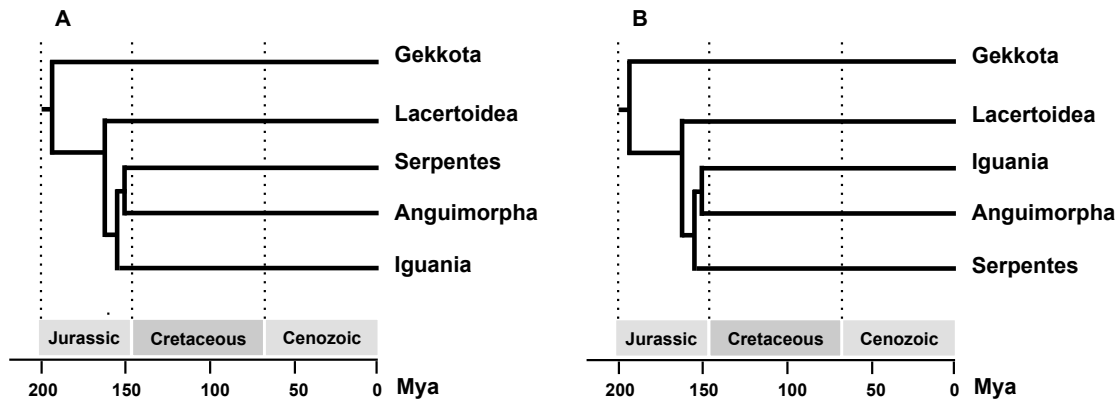 A
Gekkota
Lacertoidea
Serpentes
Anguimorpha
Iguania
Jurassic Cretaceous Cenozoic
200 150 100 50 0 Mya
B
Gekkota
Lacertoidea
Iguania
Anguimorpha
Serpentes
Jurassic Cretaceous Cenozoic
200 150 100 50 0 Mya